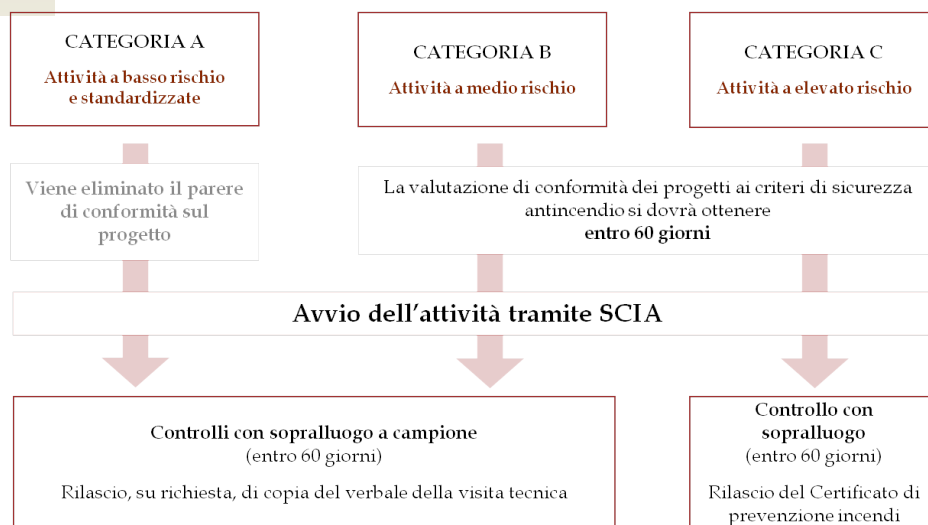 CATEGORIA A
Attività a basso rischio
e standardizzate
CATEGORIA B
Attività a medio rischio
CATEGORIA C
Attività a elevato rischio
Viene eliminato il parere
di conformità sul
progetto
La valutazione di conformità dei progetti ai criteri di sicurezza
antincendio si dovrà ottenere
entro 60 giorni
Avvio dell’attività tramite SCIA
Controlli con sopralluogo a campione
(entro 60 giorni)
Rilascio, su richiesta, di copia del verbale della visita tecnica
Controllo con
sopralluogo
(entro 60 giorni)
Rilascio del Certificato di
prevenzione incendi